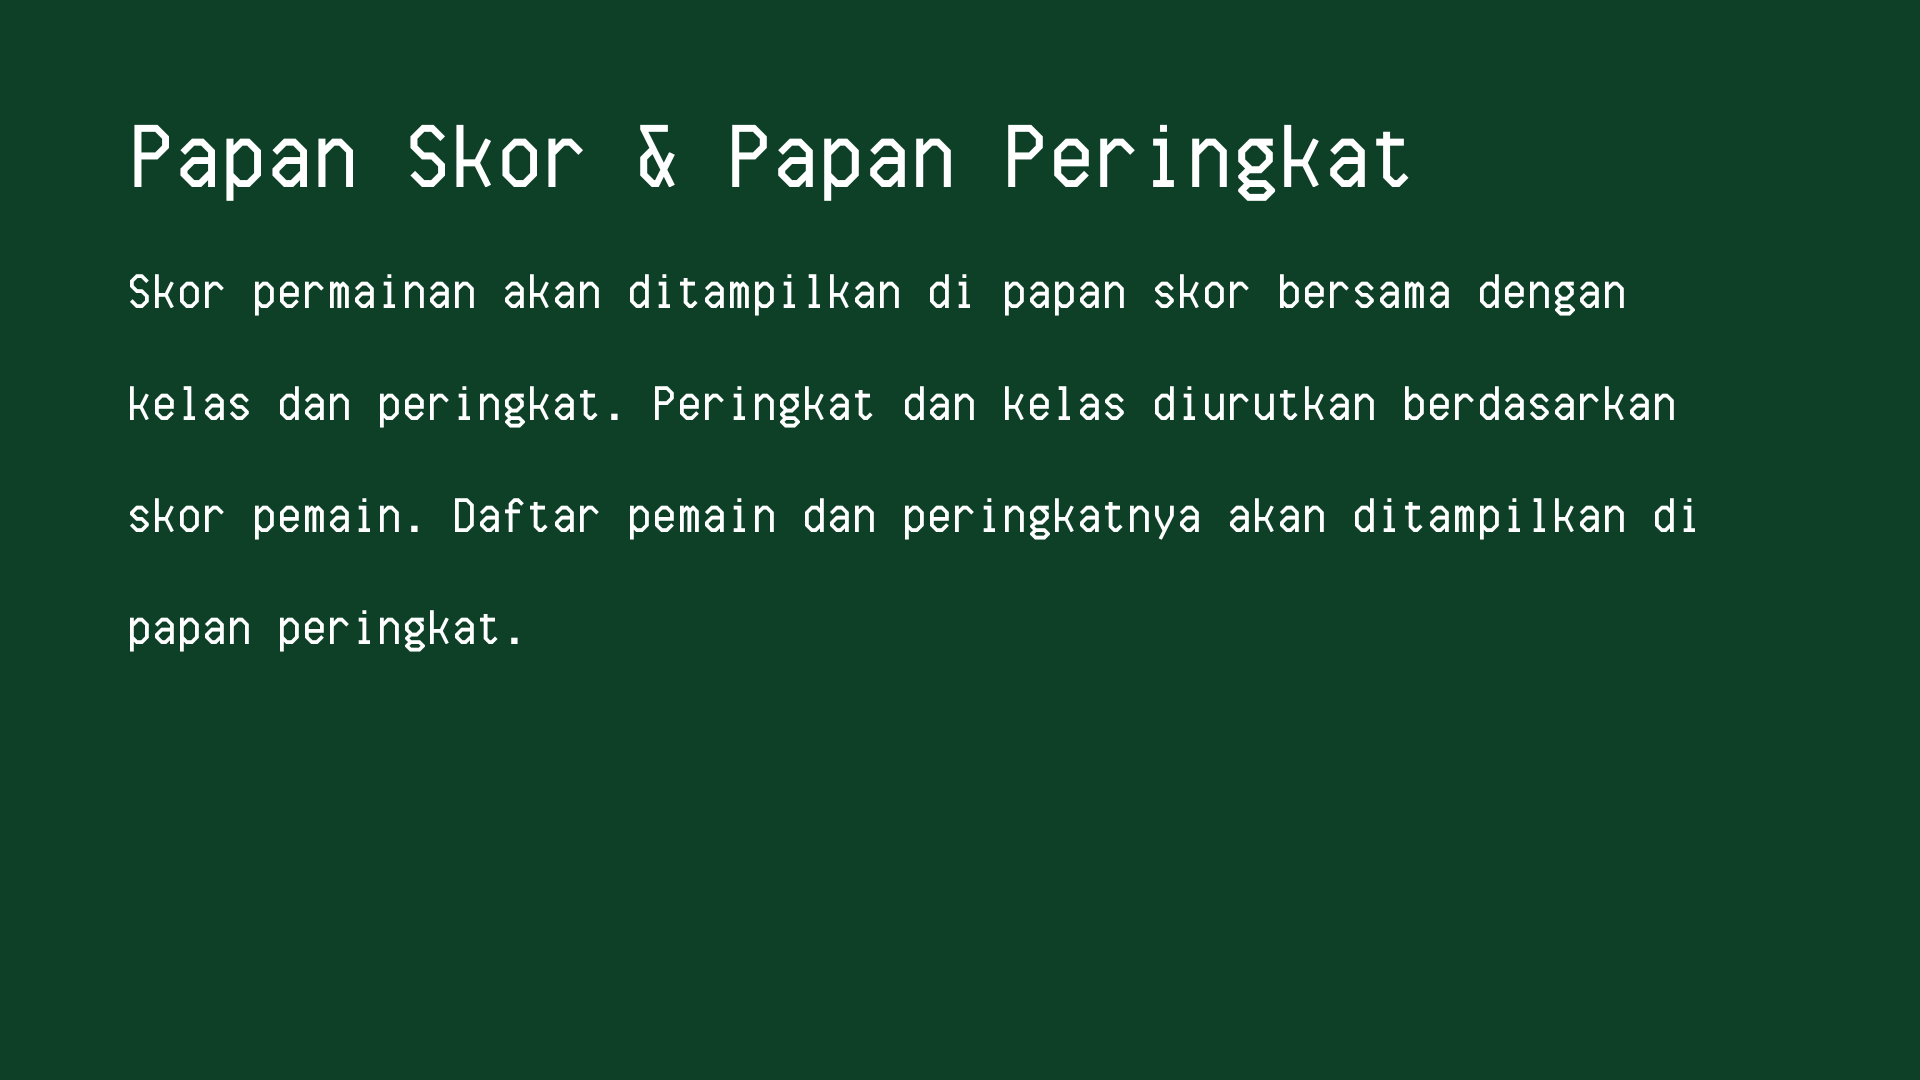 Papan Skor & Papan Peringkat
Skor permainan akan ditampilkan di papan skor bersama dengan
kelas dan peringkat. Peringkat dan kelas diurutkan berdasarkan
skor pemain. Daftar pemain dan peringkatnya akan ditampilkan di
papan peringkat.